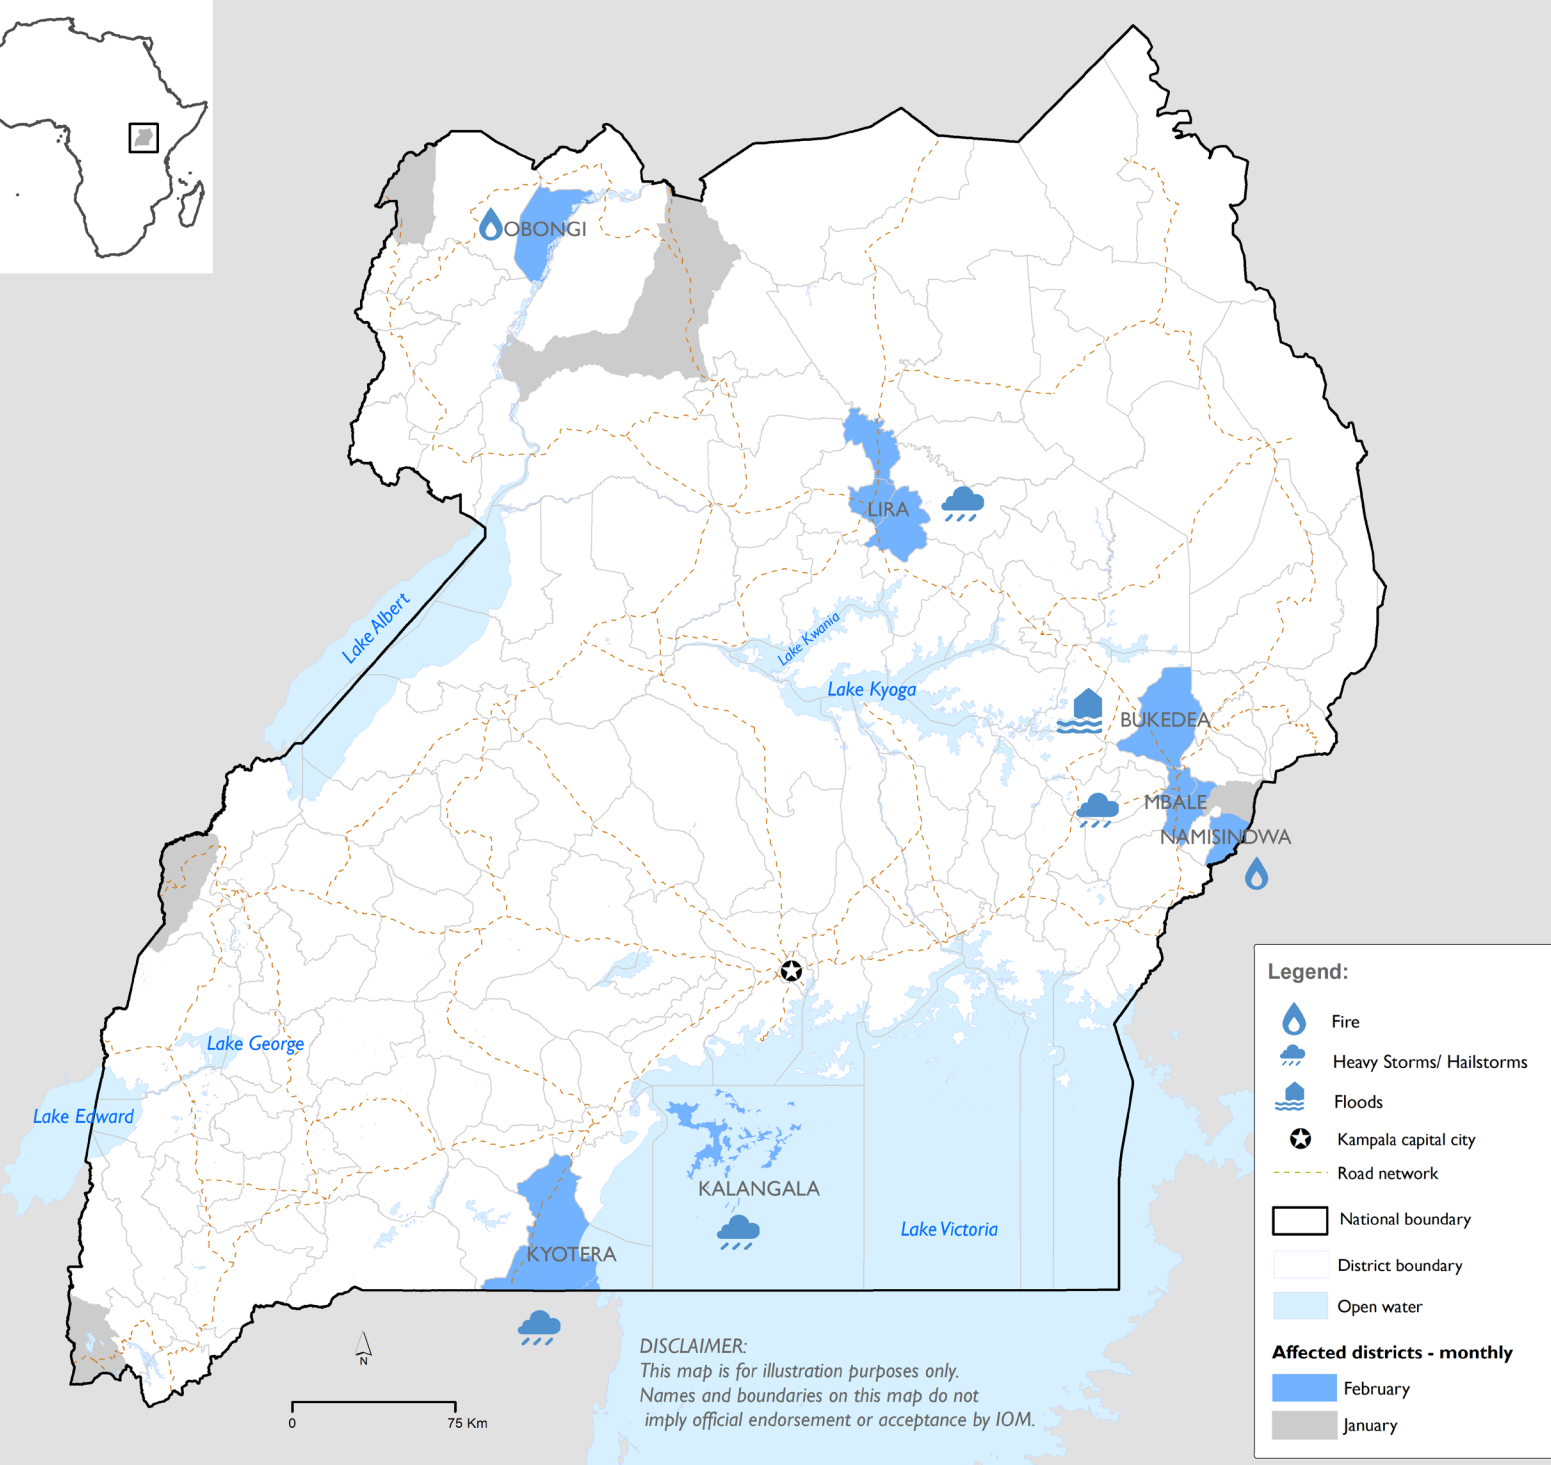 OBONGI
LIRA
Lake Albert
Lake Kwania
Lake Kyoga
BUKEDEA
MBALE
NAMISINDWA
Lake George
Lake Edward
KALANGALA
Lake Victoria
KYOTERA
N
0 75 Km
DISCLAIMER:
This map is for illustration purposes only.
Names and boundaries on this map do not
imply official endorsement or acceptance by IOM.
Legend:
Fire
Heavy Storms/ Hailstorms
Floods
Kampala capital city
Road network
National boundary
District boundary
Open water
Affected districts - monthly
February
January